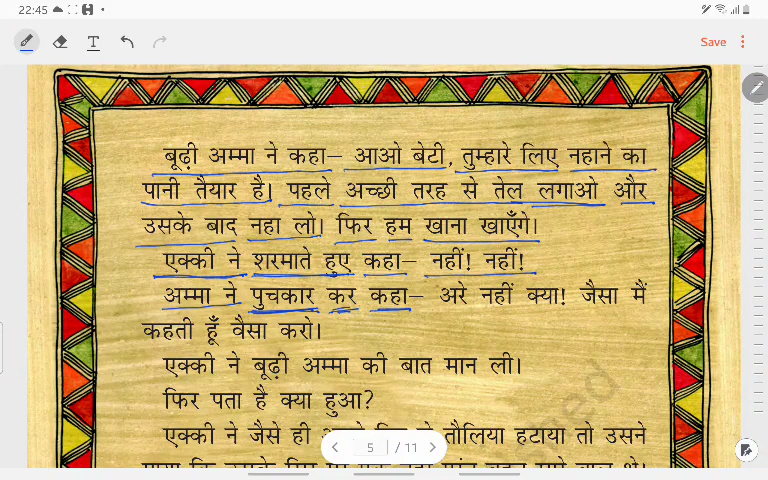 22:45
T
Save
बूढ़ी अम्मा ने कहा– आओ बेटी, तुम्हारे लिए नहाने का
पानी तैयार है। पहले अच्छी तरह से तेल लगाओ और
उसके बाद नहा लो। फिर हम खाना खाएँगे।
एक्की ने शरमाते हुए कहा– नहीं! नहीं!
अम्मा ने पुचकार कर कहा– अरे नहीं क्या! जैसा मैं
कहती हूँ वैसा करो।
एक्की ने बूढ़ी अम्मा की बात मान ली।
फिर पता है क्या हुआ?
एक्की ने जैसे ही तौलिया हटाया तो उसने
5 / 11